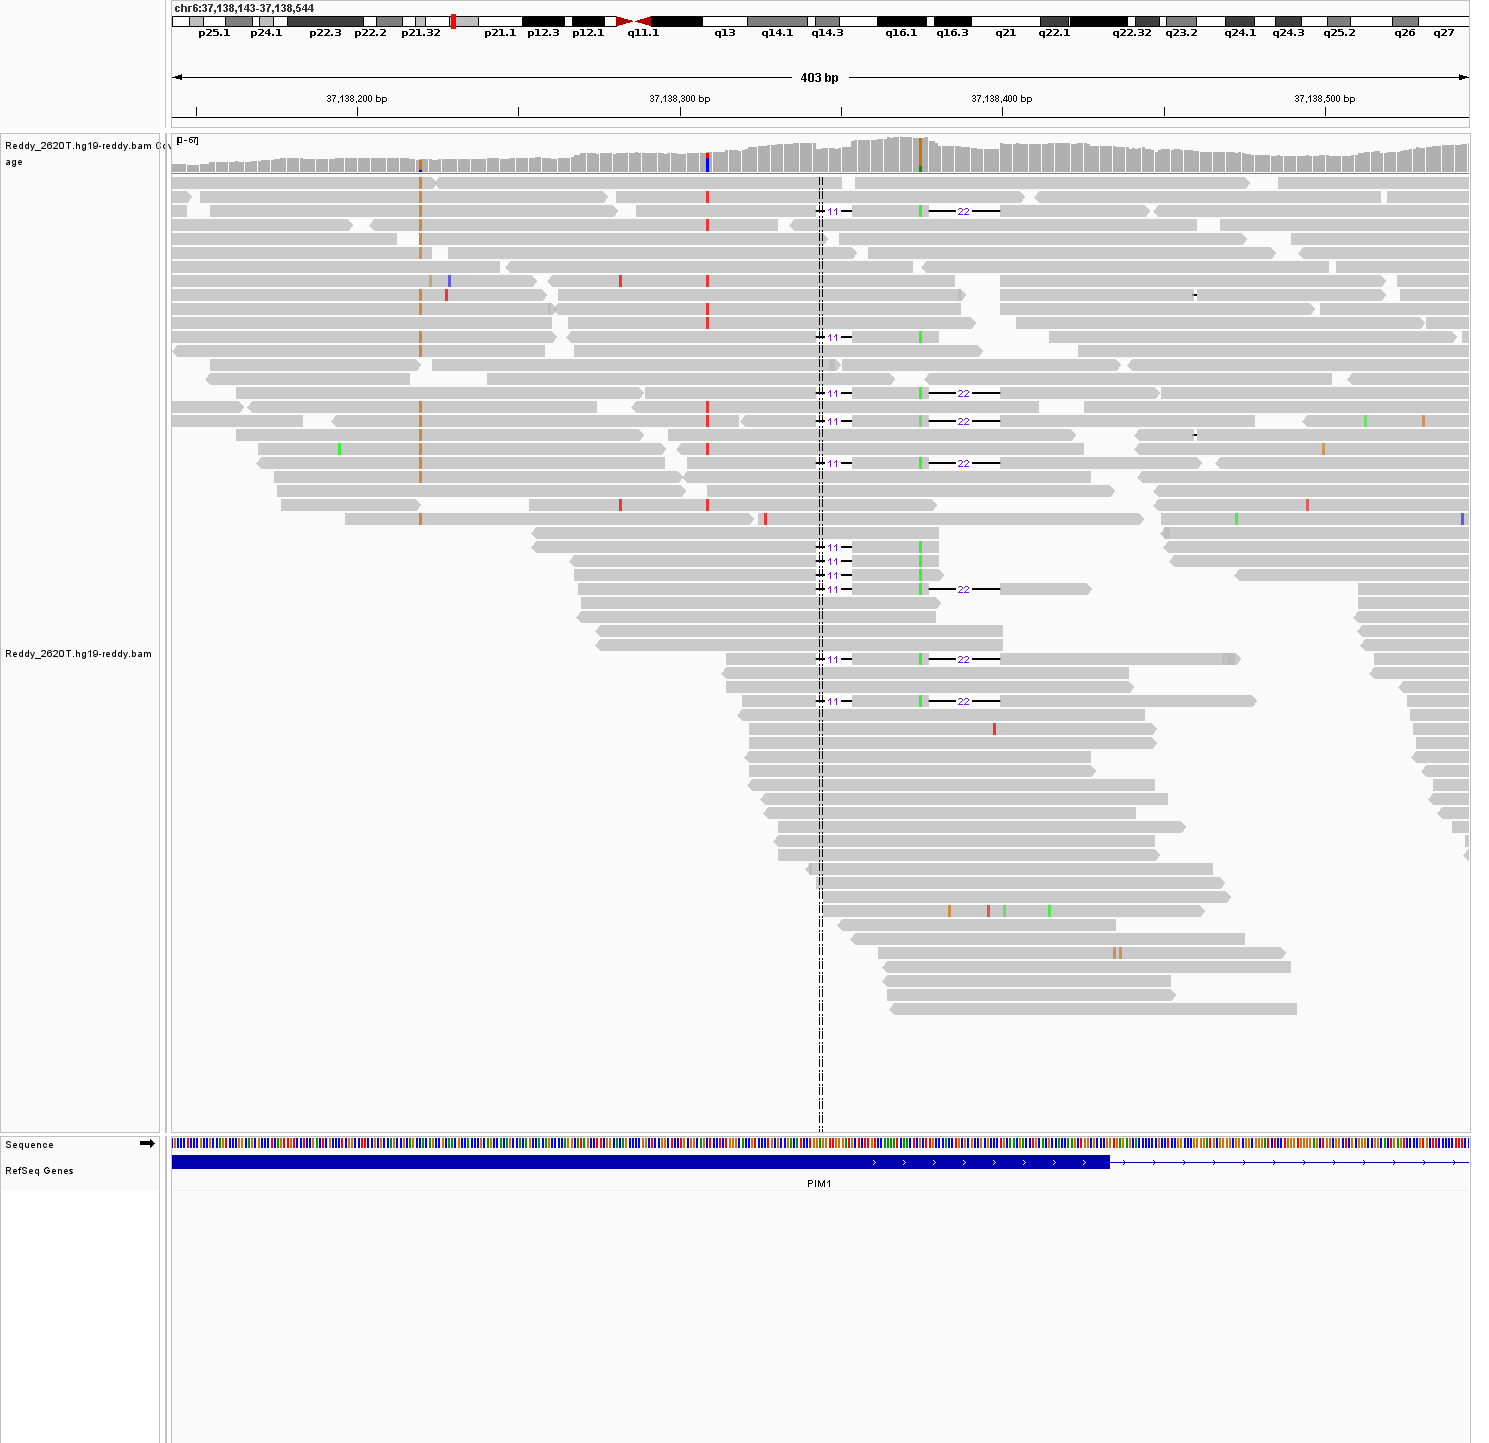 chr6:37,138,143-37,138,544
p25.1 p24.1 p22.3 p22.2 p21.32 p21.1 p12.3 p12.1 q11.1 q13 q14.1 q14.3 q16.1 q16.3 q21 q22.1 q22.32 q23.2 q24.1 q24.3 q25.2 q26 q27
403 bp
37,138,200 bp 37,138,300 bp 37,138,400 bp 37,138,500 bp
[0 - 67]
Reddy_2620T.hg19-reddy.bam Cov
age
11 22
11
11 22
11 22
11 22
11
11
11
11 22
Reddy_2620T.hg19-reddy.bam
11 22
11 22
Sequence
RefSeq Genes
PIM1